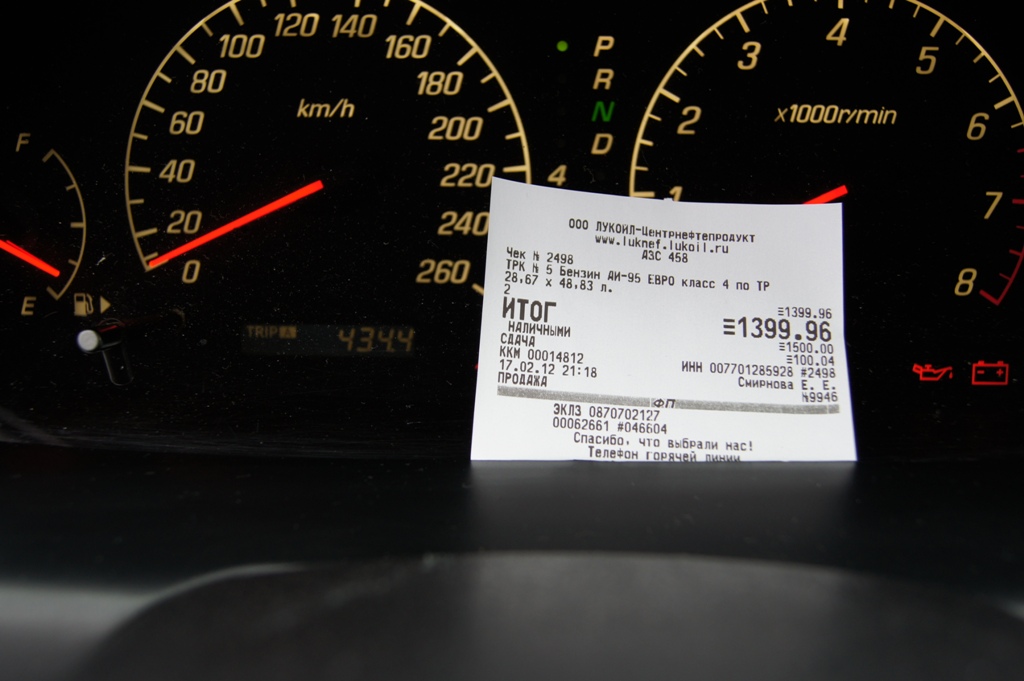 F
E
0
20
40
60
80
100
120
140
160
180
200
220
240
260
km/h
TRIP A
434.4
P
R
N
D
4
1
2
3
4
5
6
7
8
x1000r/min
ООО ЛУКОЙЛ-Центрнефтепродукт
www.luknef.lukoil.ru
АЗС 458
Чек № 2498
ТРК № 5 Бензин АИ-95 ЕВРО класс 4 по ТР
28,67 x 48,83 л.
2 ≡1399.96
ИТОГ ≡1399.96
НАЛИЧНЫМИ ≡1500.00
СДАЧА ≡100.04
ККМ 00014812 ИНН 007701285928 #2498
17.02.12 21:18 Смирнова Е. Е.
ПРОДАЖА №9946
ФП
ЭКЛЗ 0870702127
00062661 #046604
Спасибо, что выбрали нас!
Телефон горячей линии